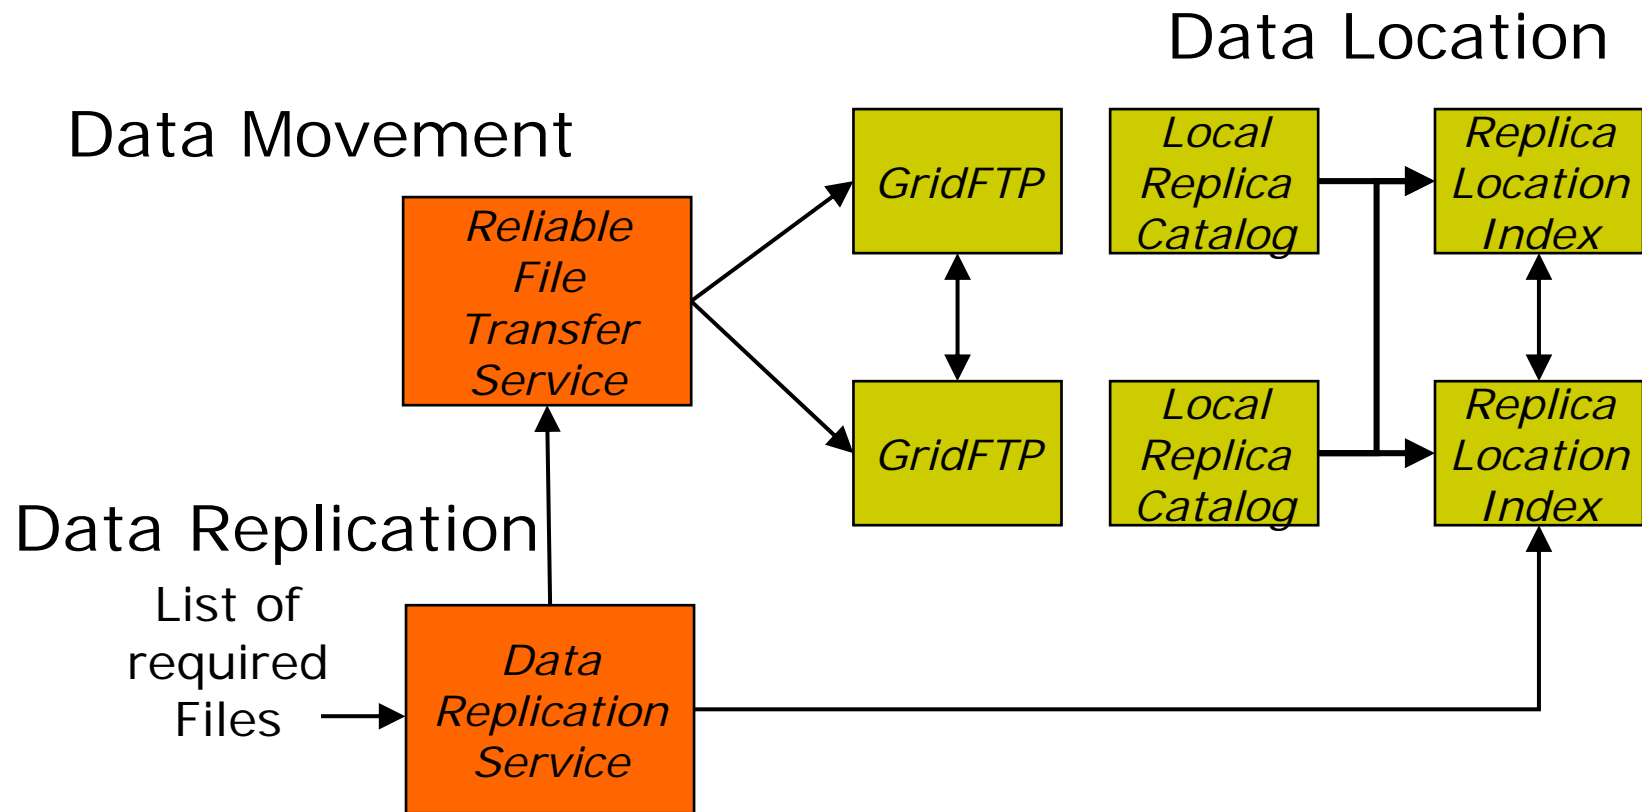 Data Location
Data Movement
Reliable
File
Transfer
Service
GridFTP
GridFTP
Local
Replica
Catalog
Replica
Location
Index
Local
Replica
Catalog
Replica
Location
Index
Data Replication
List of
required
Files
Data
Replication
Service